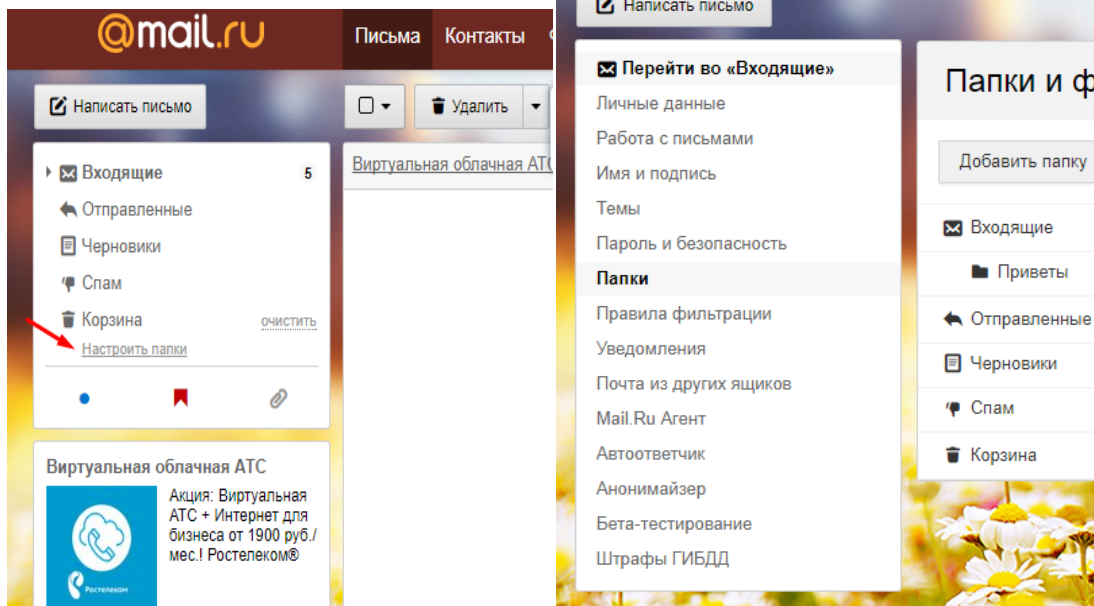 @mail.ru
Письма Контакты
Написать письмо
Удалить
Входящие 5
Отправленные
Черновики
Спам
Корзина очистить
Настроить папки
Виртуальная облачная АТС
Виртуальная облачная АТС
Акция: Виртуальная
АТС + Интернет для
бизнеса от 1900 руб./
мес.! Ростелеком®
Ростелеком
Написать письмо
Перейти во «Входящие»
Личные данные
Работа с письмами
Имя и подпись
Темы
Пароль и безопасность
Папки
Правила фильтрации
Уведомления
Почта из других ящиков
Mail.Ru Агент
Автоответчик
Анонимайзер
Бета-тестирование
Штрафы ГИБДД
Папки и ф
Добавить папку
Входящие
Приветы
Отправленные
Черновики
Спам
Корзина